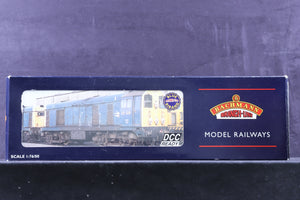 BACHMANN
BRANCH-LINE
MODEL RAILWAYS
DCC
READY
SCALE 1:76/00